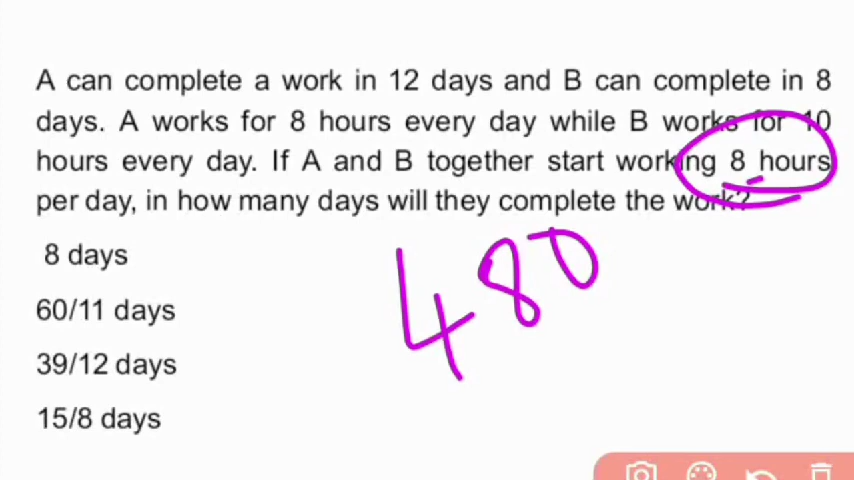 A can complete a work in 12 days and B can complete in 8
days. A works for 8 hours every day while B works for 10
hours every day. If A and B together start working 8 hours
per day, in how many days will they complete the work?
8 days
480
60/11 days
39/12 days
15/8 days